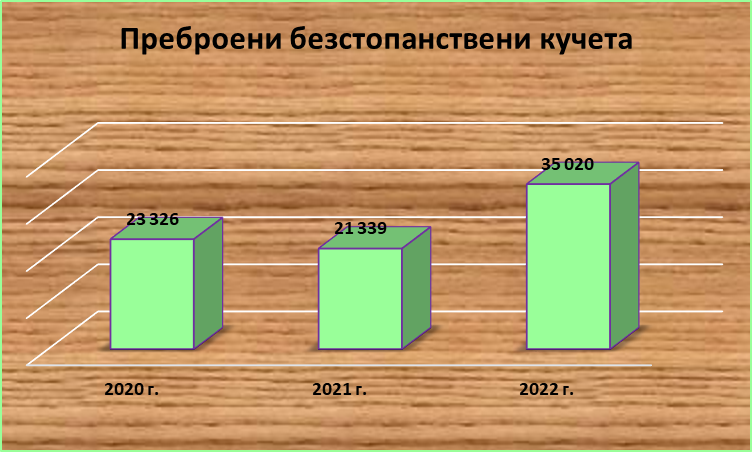 Преброени безстопанствени кучета
23 326
21 339
35 020
2020 г.
2021 г.
2022 г.